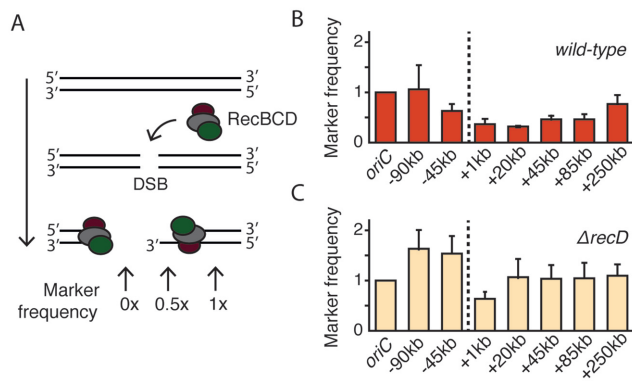 A
5′ 3′
3′ 5′
RecBCD
5′ 3′
3′ 5′
DSB
5′ 3′
3′ 3′ 5′
Marker frequency 0x 0.5x 1x
B
wild-type
Marker frequency
2
1
0
oriC -90kb -45kb +1kb +20kb +45kb +85kb +250kb
C
ΔrecD
Marker frequency
2
1
0
oriC -90kb -45kb +1kb +20kb +45kb +85kb +250kb